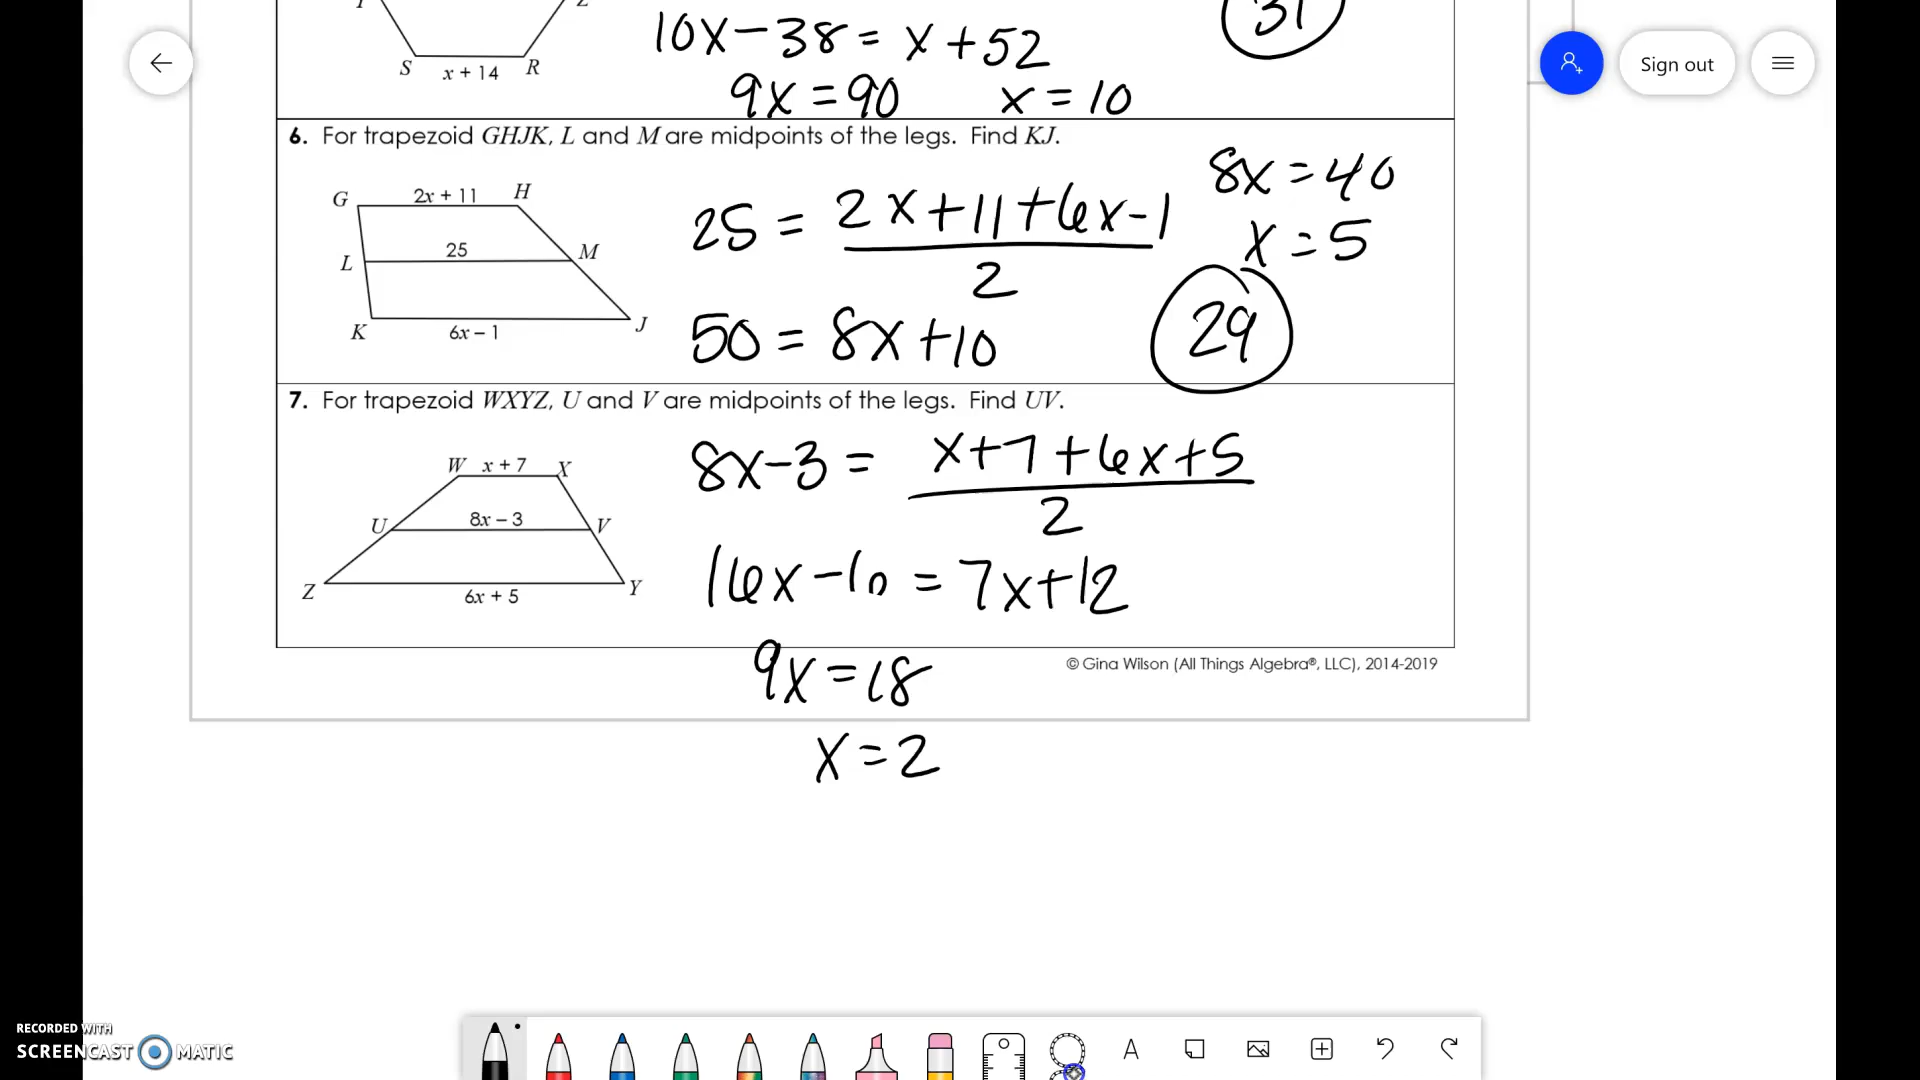 S x + 14 R
10x - 38 = x + 52
31
9x = 90 x = 10
Sign out
6. For trapezoid GHJK, L and M are midpoints of the legs. Find KJ.
G 2x + 11 H
L 25 M
K 6x – 1 J
25 = 2x + 11 + 6x - 1
2
50 = 8x + 10
8x = 40
x = 5
29
7. For trapezoid WXYZ, U and V are midpoints of the legs. Find UV.
W x + 7 X
U 8x – 3 V
Z 6x + 5 Y
8x - 3 = x + 7 + 6x + 5
2
16x - 6 = 7x + 12
9x = 18
x = 2
© Gina Wilson (All Things Algebra®, LLC), 2014-2019
RECORDED WITH
SCREENCAST MATIC
A